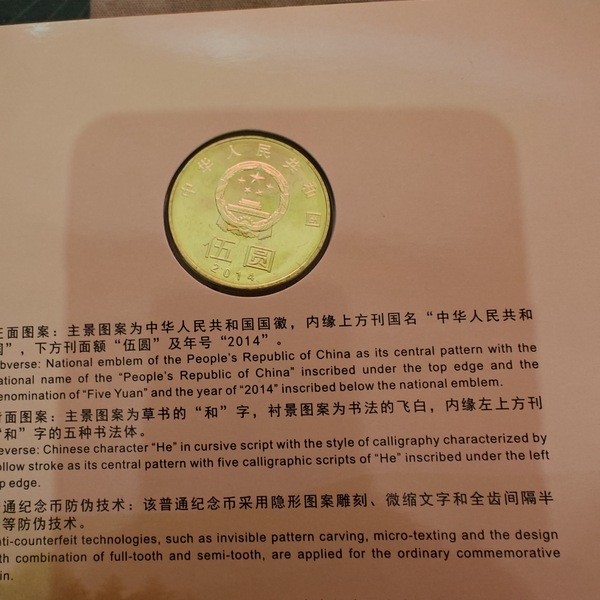 中华人民共和国
伍圆
2014
正面图案：主景图案为中华人民共和国国徽，内缘上方刊国名“中华人民共和
国”，下方刊面额“伍圆”及年号“2014”。
bverse: National emblem of the People's Republic of China as its central pattern with the
ational name of the “People's Republic of China” inscribed under the top edge and the
enomination of “Five Yuan” and the year of “2014” inscribed below the national emblem.
背面图案：主景图案为草书的“和”字，衬景图案为书法的飞白，内缘左上方刊
“和”字的五种书法体。
everse: Chinese character “He” in cursive script with the style of calligraphy characterized by
ollow stroke as its central pattern with five calligraphic scripts of “He” inscribed under the left
p edge.
通纪念币防伪技术：该普通纪念币采用隐形图案雕刻、微缩文字和全齿间隔半
等防伪技术。
nti-counterfeit technologies, such as invisible pattern carving, micro-texting and the design
th combination of full-tooth and semi-tooth, are applied for the ordinary commemorative
in.